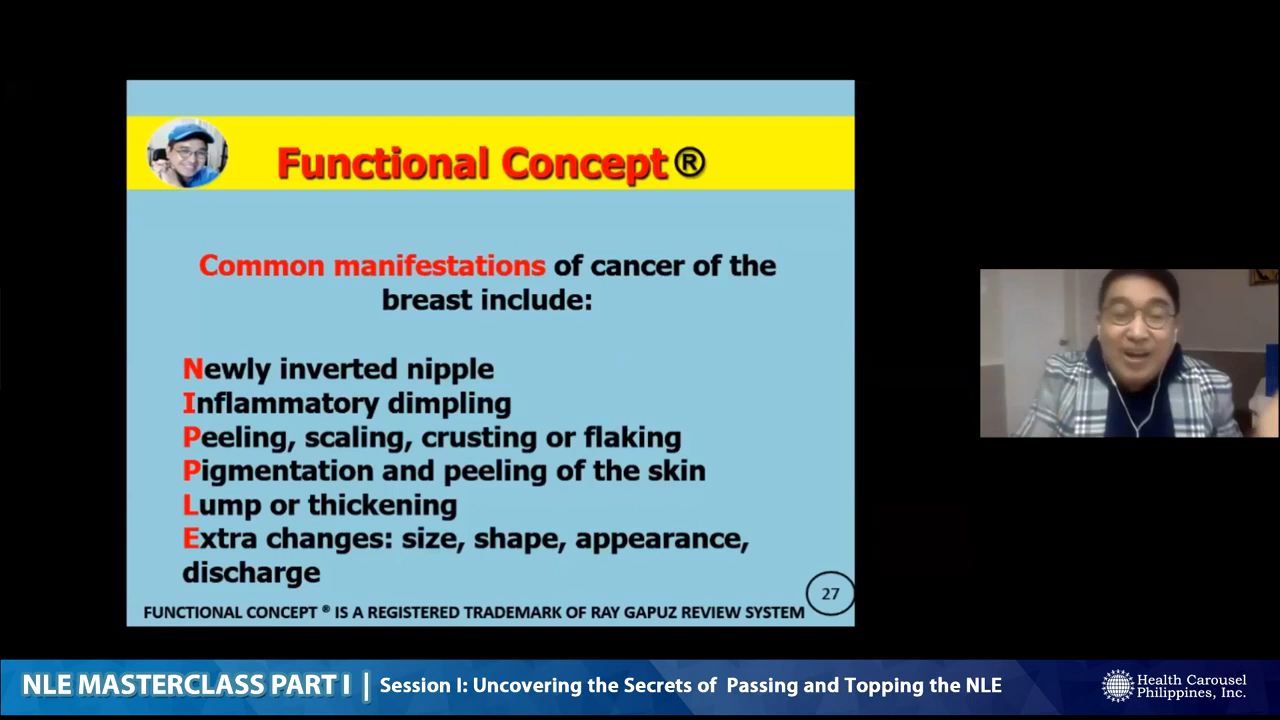 Functional Concept ®
Common manifestations of cancer of the
breast include:
Newly inverted nipple
Inflammatory dimpling
Peeling, scaling, crusting or flaking
Pigmentation and peeling of the skin
Lump or thickening
Extra changes: size, shape, appearance,
discharge
27
FUNCTIONAL CONCEPT ® IS A REGISTERED TRADEMARK OF RAY GAPUZ REVIEW SYSTEM
NLE MASTERCLASS PART I | Session I: Uncovering the Secrets of Passing and Topping the NLE
Health Carousel
Philippines, Inc.